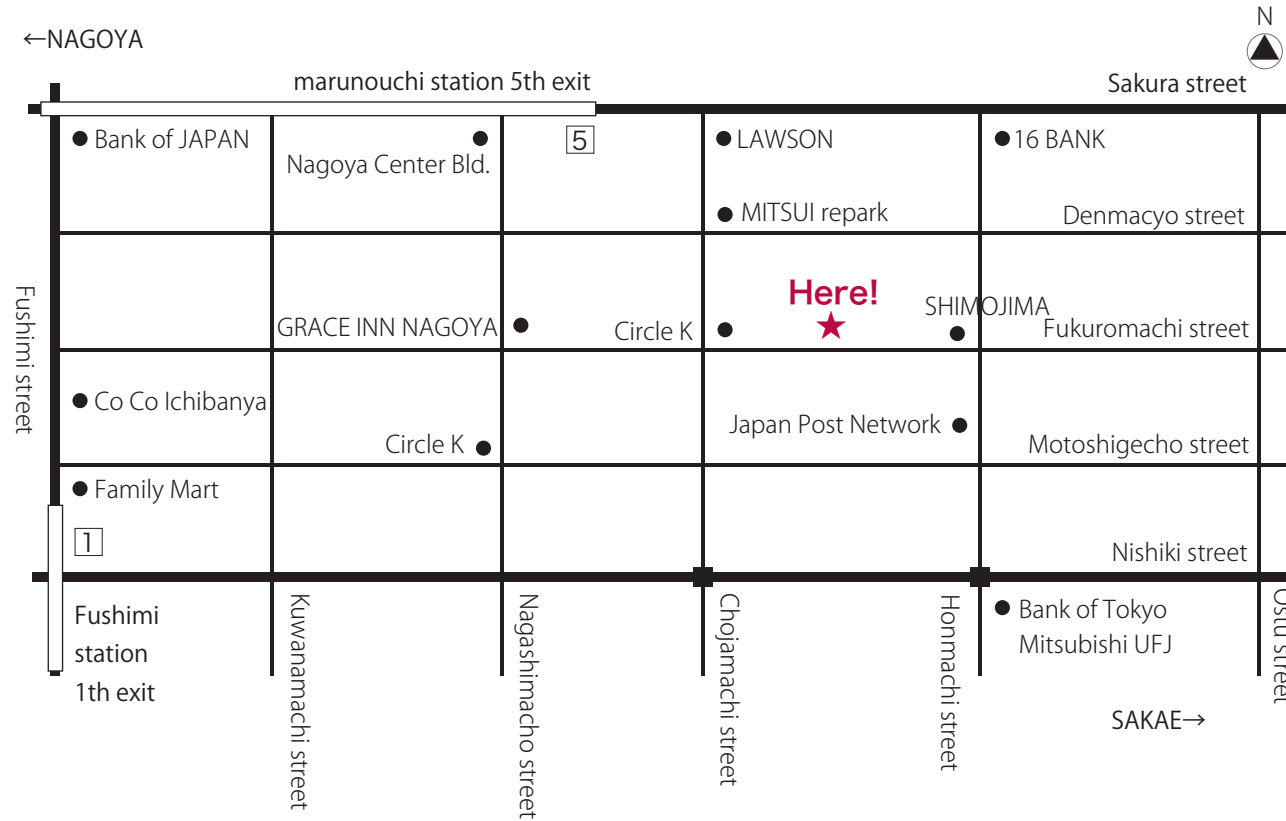 N
←NAGOYA
marunouchi station 5th exit
Sakura street
Bank of JAPAN
5
LAWSON
16 BANK
Nagoya Center Bld.
MITSUI repark
Denmacyo street
Here!
SHIMOJIMA
GRACE INN NAGOYA
Circle K
Fukuromachi street
Fushimi street
Co Co Ichibanya
Japan Post Network
Circle K
Motoshigecho street
Family Mart
1
Nishiki street
Fushimi
station
1th exit
Kuwanamachi street
Nagashimacho street
Chojamachi street
Honmachi street
Bank of Tokyo
Mitsubishi UFJ
Ostu street
SAKAE→